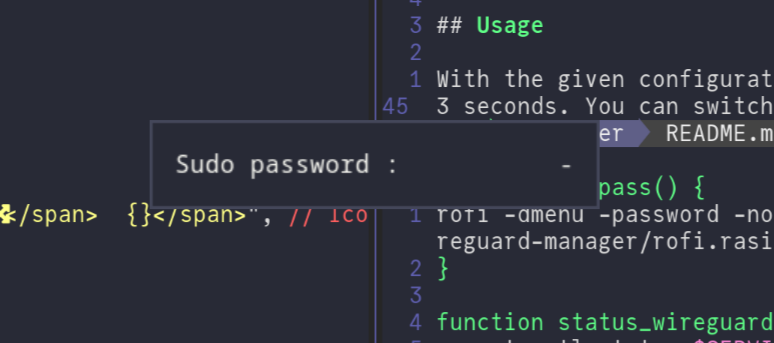 4
3 ## Usage
2
1 With the given configurat
45 3 seconds. You can switch
er README.m
Sudo password : -
pass() {
</span> {}</span>", // Ico
1 rofi -dmenu -password -no
reguard-manager/rofi.rasi
2 }
3
4 function status_wireguard